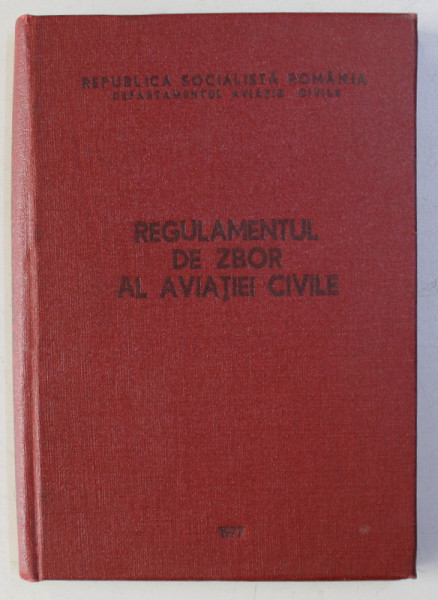 REPUBLICA SOCIALISTĂ ROMÂNIA
DEPARTAMENTUL AVIAȚIEI CIVILE
REGULAMENTUL
DE ZBOR
AL AVIAȚIEI CIVILE
1977